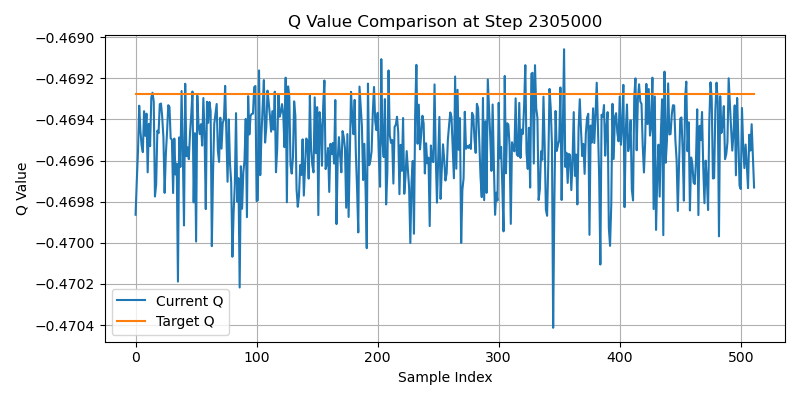 Q Value Comparison at Step 2305000
Q Value
−0.4690
−0.4692
−0.4694
−0.4696
−0.4698
−0.4700
−0.4702
−0.4704
Current Q
Target Q
0 100 200 300 400 500
Sample Index